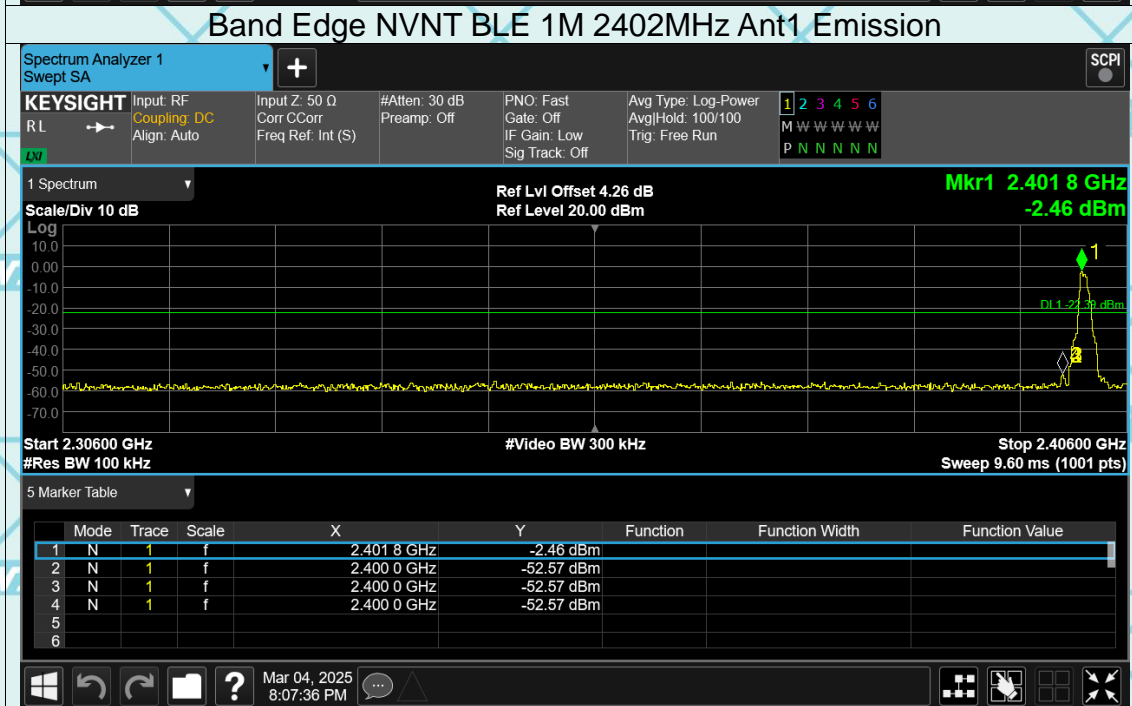 Band Edge NVNT BLE 1M 2402MHz Ant1 Emission
Spectrum Analyzer 1
Swept SA
SCPI
KEYSIGHT
RL
LXI
Input: RF
Coupling: DC
Align: Auto
Input Z: 50 Ω
Corr CCorr
Freq Ref: Int (S)
#Atten: 30 dB
Preamp: Off
PNO: Fast
Gate: Off
IF Gain: Low
Sig Track: Off
Avg Type: Log-Power
Avg|Hold: 100/100
Trig: Free Run
1 2 3 4 5 6
M W W W W W
P N N N N N
1 Spectrum
Scale/Div 10 dB
Ref Lvl Offset 4.26 dB
Ref Level 20.00 dBm
Mkr1 2.401 8 GHz
-2.46 dBm
Log
10.0
0.00
-10.0
-20.0
-30.0
-40.0
-50.0
-60.0
-70.0
1
DL1 -22.39 dBm
Start 2.30600 GHz
#Res BW 100 kHz
#Video BW 300 kHz
Stop 2.40600 GHz
Sweep 9.60 ms (1001 pts)
5 Marker Table
Mode Trace Scale X Y Function Function Width Function Value
1 N 1 f 2.401 8 GHz -2.46 dBm
2 N 1 f 2.400 0 GHz -52.57 dBm
3 N 1 f 2.400 0 GHz -52.57 dBm
4 N 1 f 2.400 0 GHz -52.57 dBm
5
6
?
Mar 04, 2025
8:07:36 PM